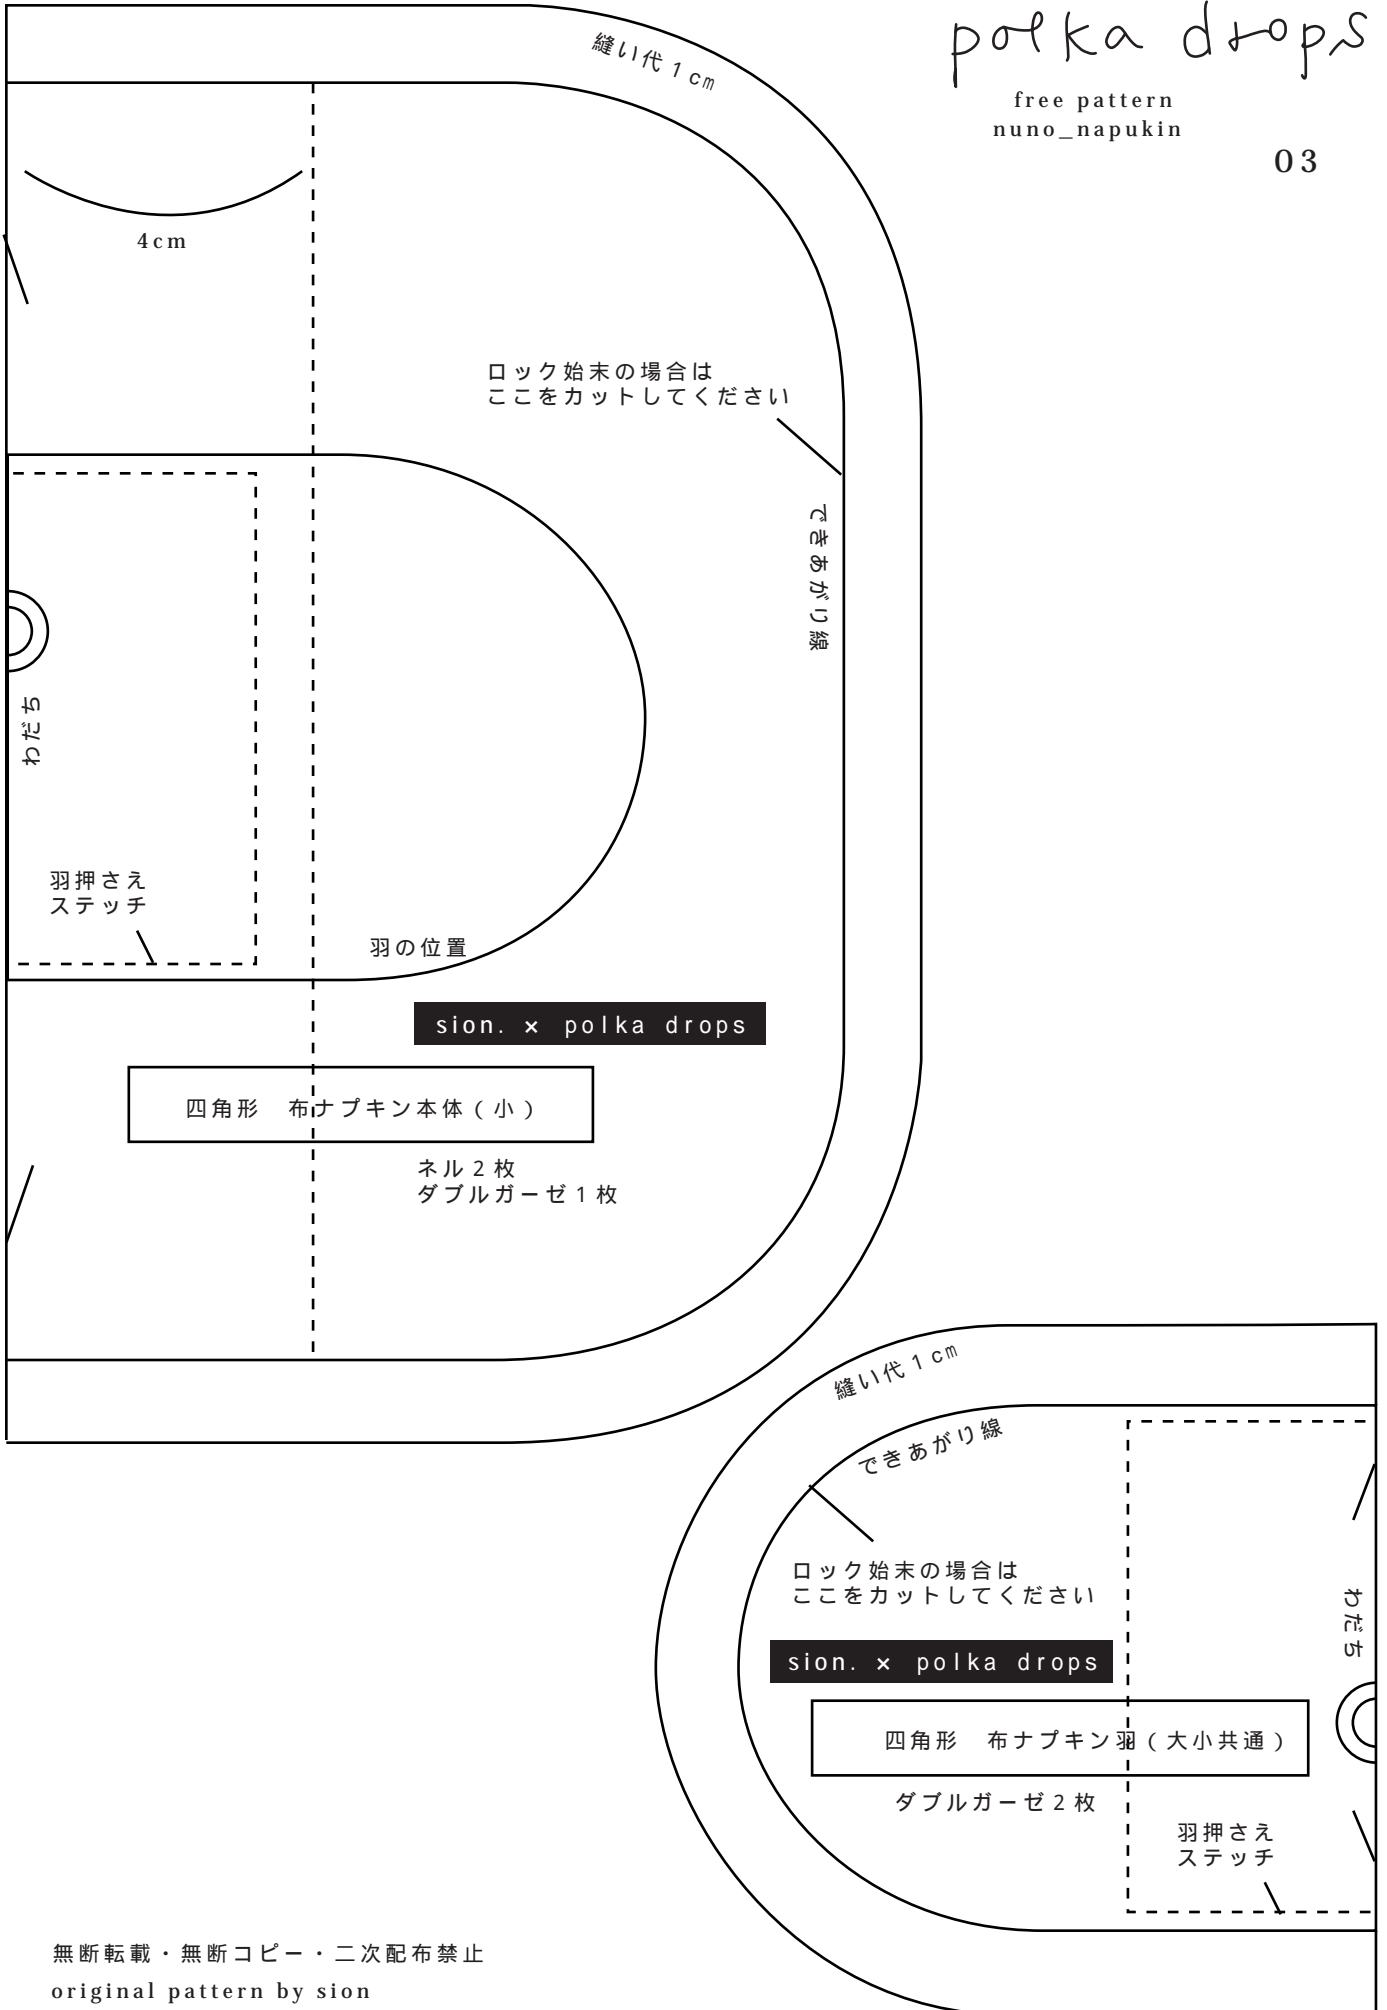 polka drops
free pattern
nuno_napukin
03
縫い代1cm
4cm
ロック始末の場合は
ここをカットしてください
できあがり線
わだち
羽押さえ
ステッチ
羽の位置
sion. × polka drops
四角形 布ナプキン本体(小)
ネル2枚
ダブルガーゼ1枚
縫い代1cm
できあがり線
ロック始末の場合は
ここをカットしてください
わだち
sion. × polka drops
四角形 布ナプキン羽(大小共通)
ダブルガーゼ2枚
羽押さえ
ステッチ
無断転載・無断コピー・二次配布禁止
original pattern by sion